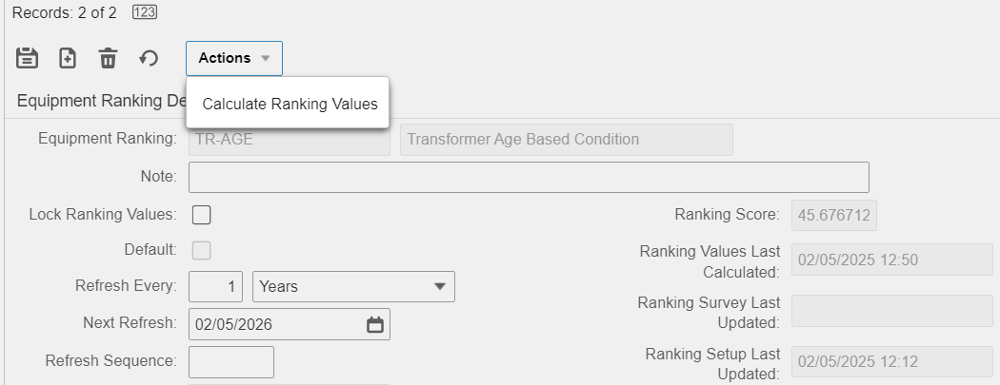 Records: 2 of 2 123
Actions
Calculate Ranking Values
Equipment Ranking De
Equipment Ranking: TR-AGE Transformer Age Based Condition
Note:
Lock Ranking Values: Ranking Score: 45.676712
Default: Ranking Values Last
Calculated: 02/05/2025 12:50
Refresh Every: 1 Years
Ranking Survey Last
Updated:
Next Refresh: 02/05/2026
Refresh Sequence: Ranking Setup Last
Updated: 02/05/2025 12:12